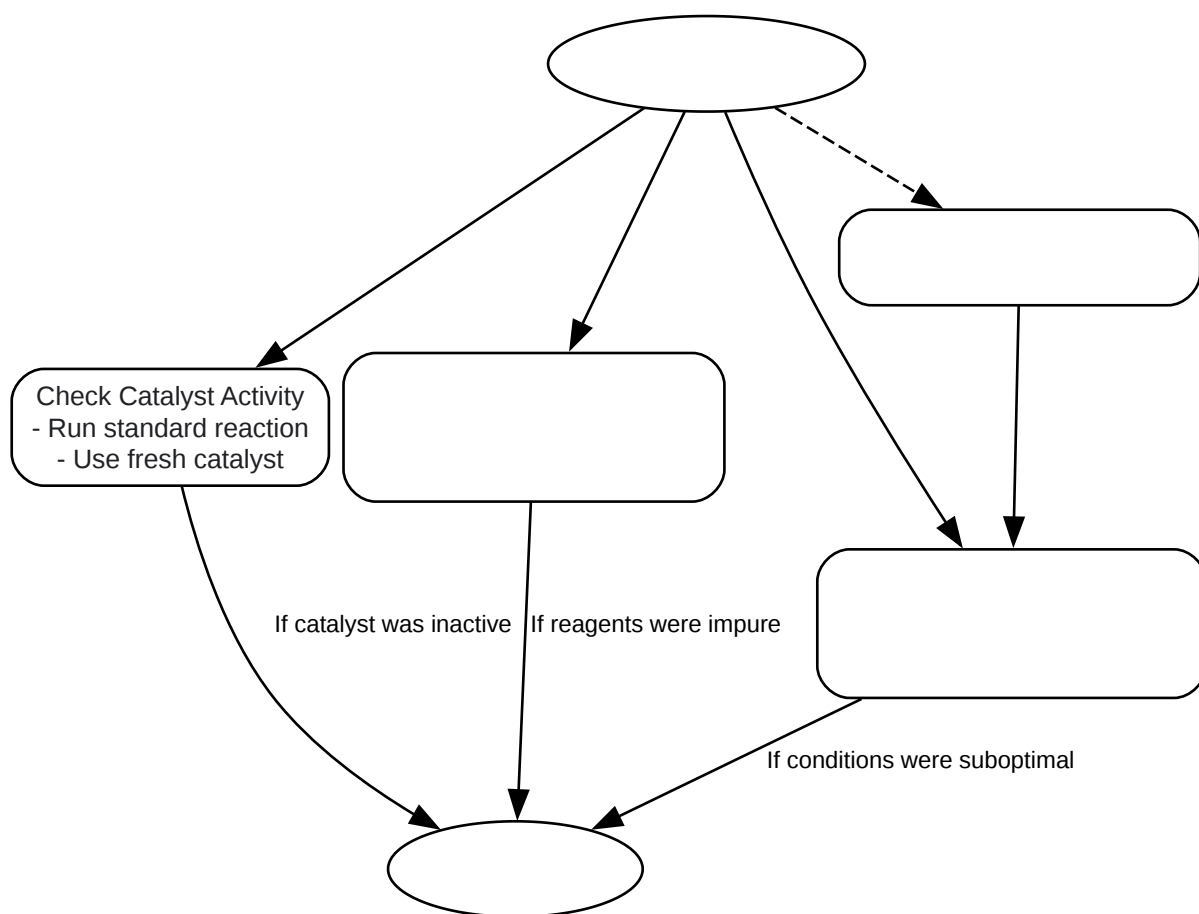 Check Catalyst Activity
- Run standard reaction
- Use fresh catalyst
If catalyst was inactive
If reagents were impure
If conditions were suboptimal